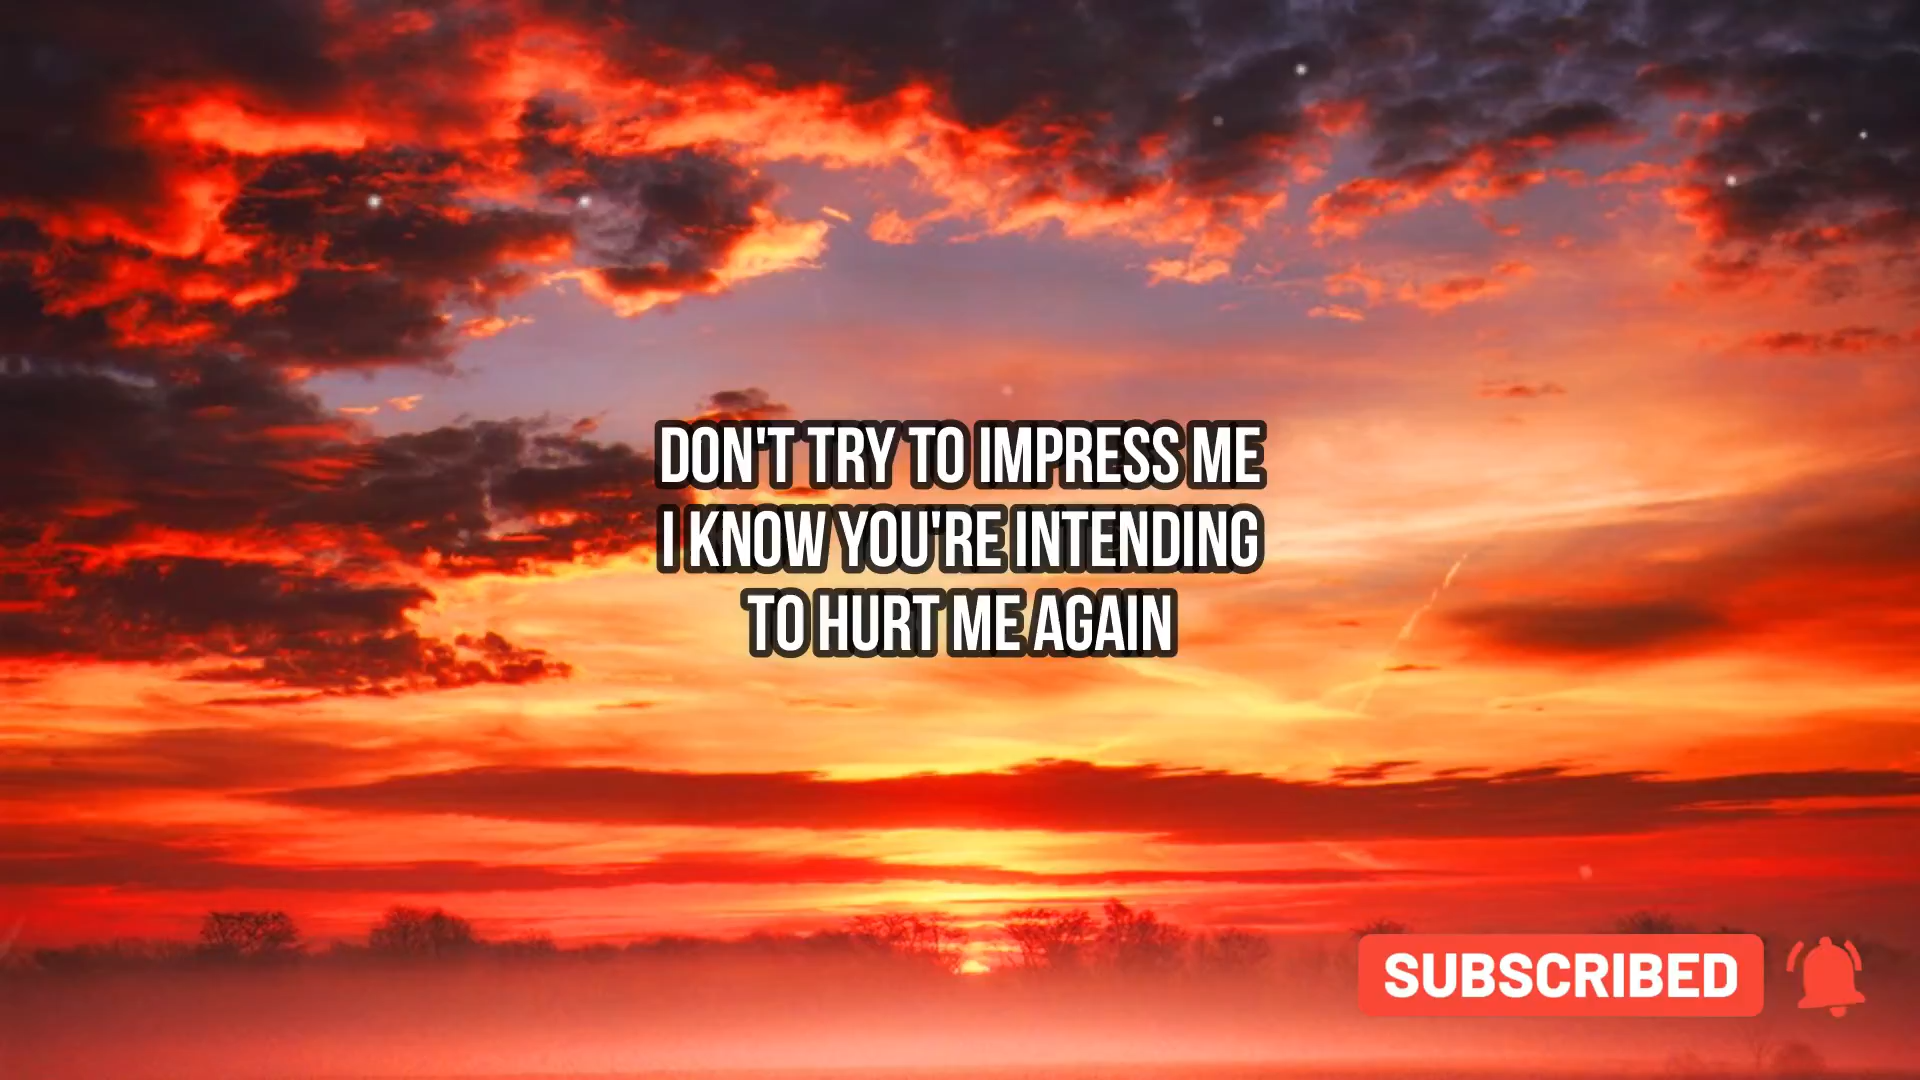 DON'T TRY TO IMPRESS ME
I KNOW YOU'RE INTENDING
TO HURT ME AGAIN
SUBSCRIBED